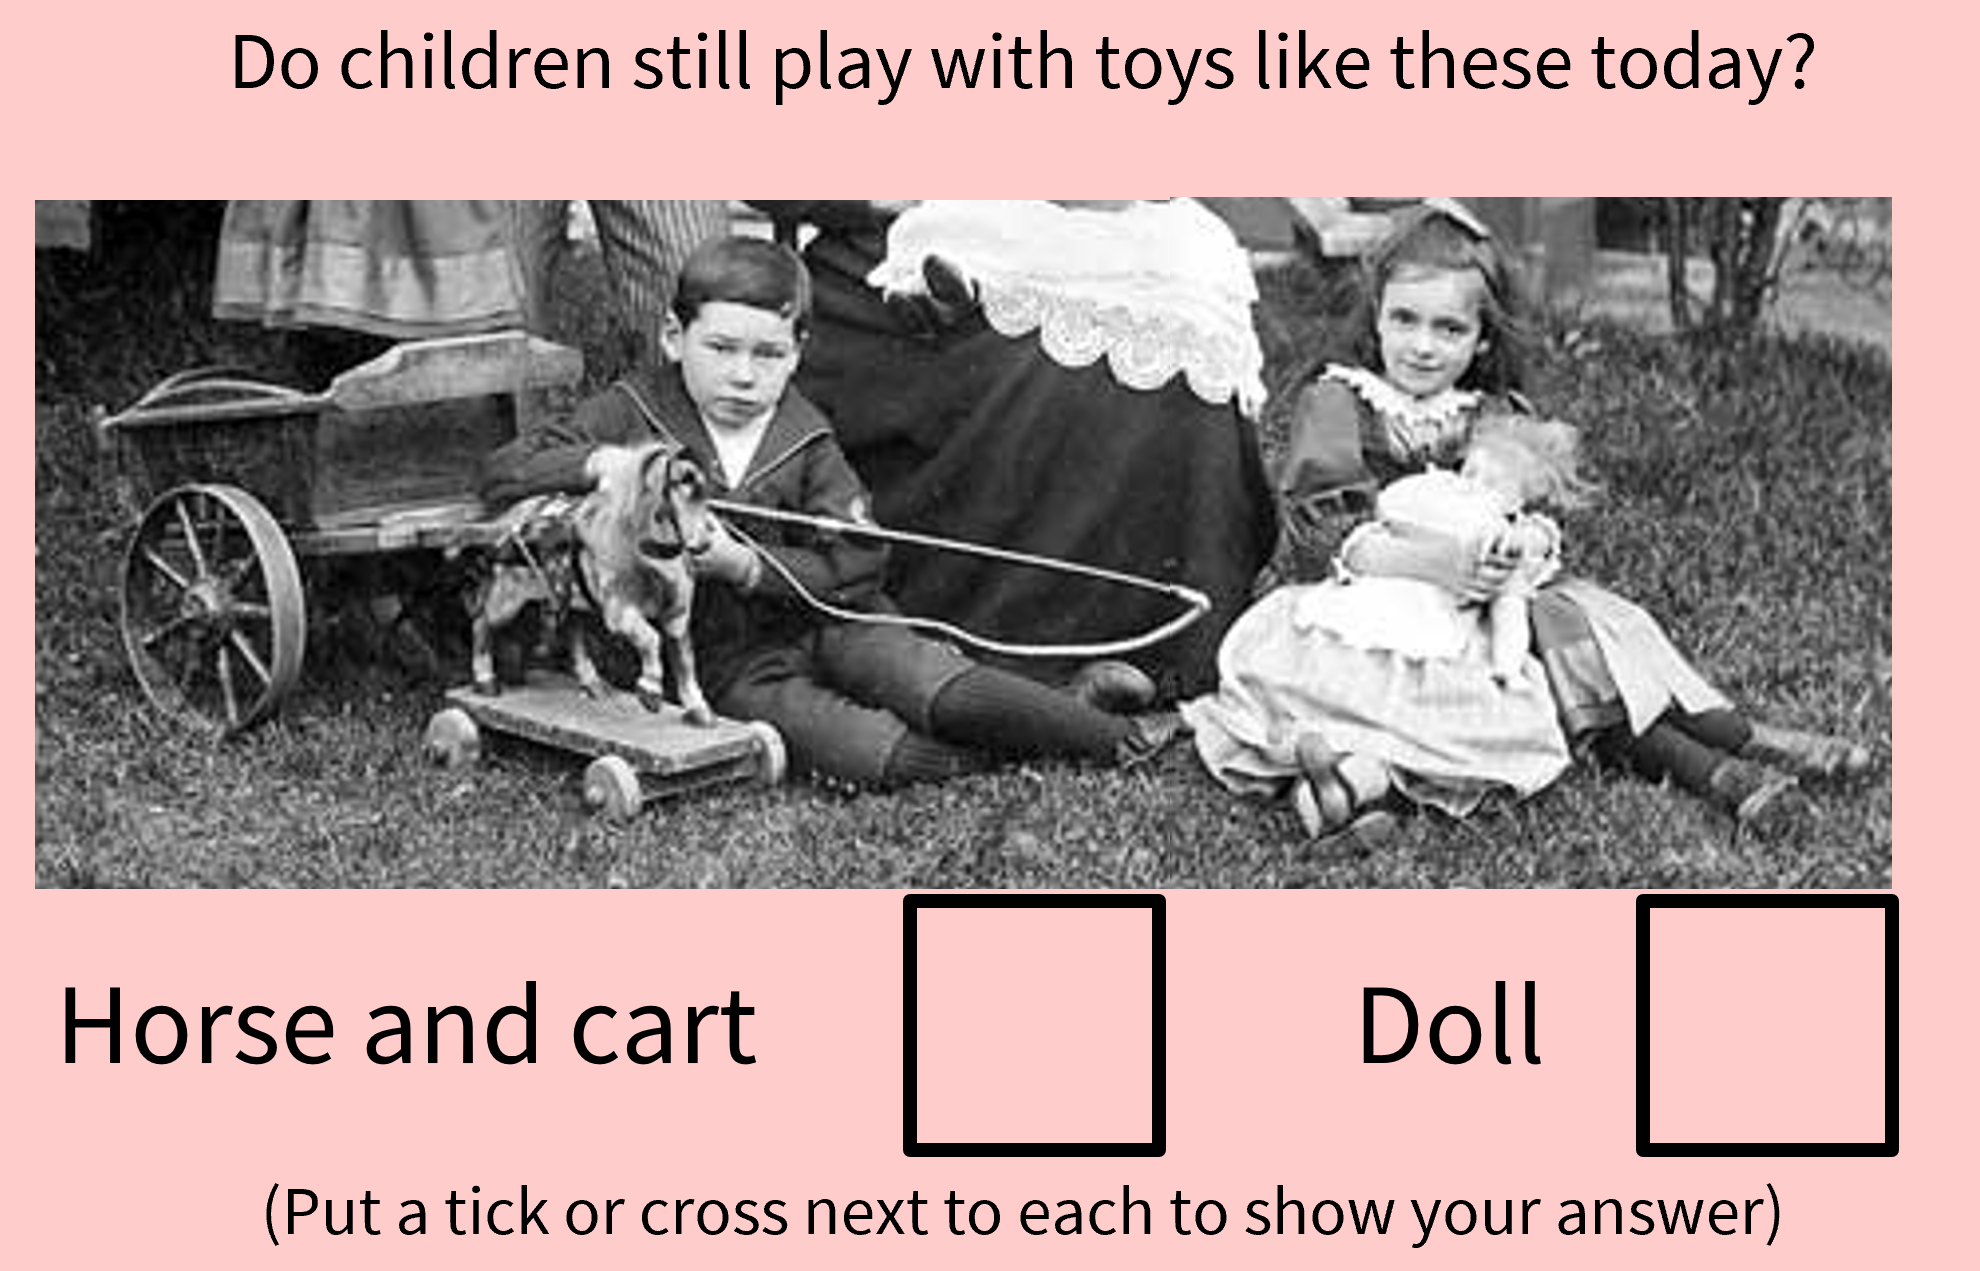 Do children still play with toys like these today?
Horse and cart
Doll
(Put a tick or cross next to each to show your answer)